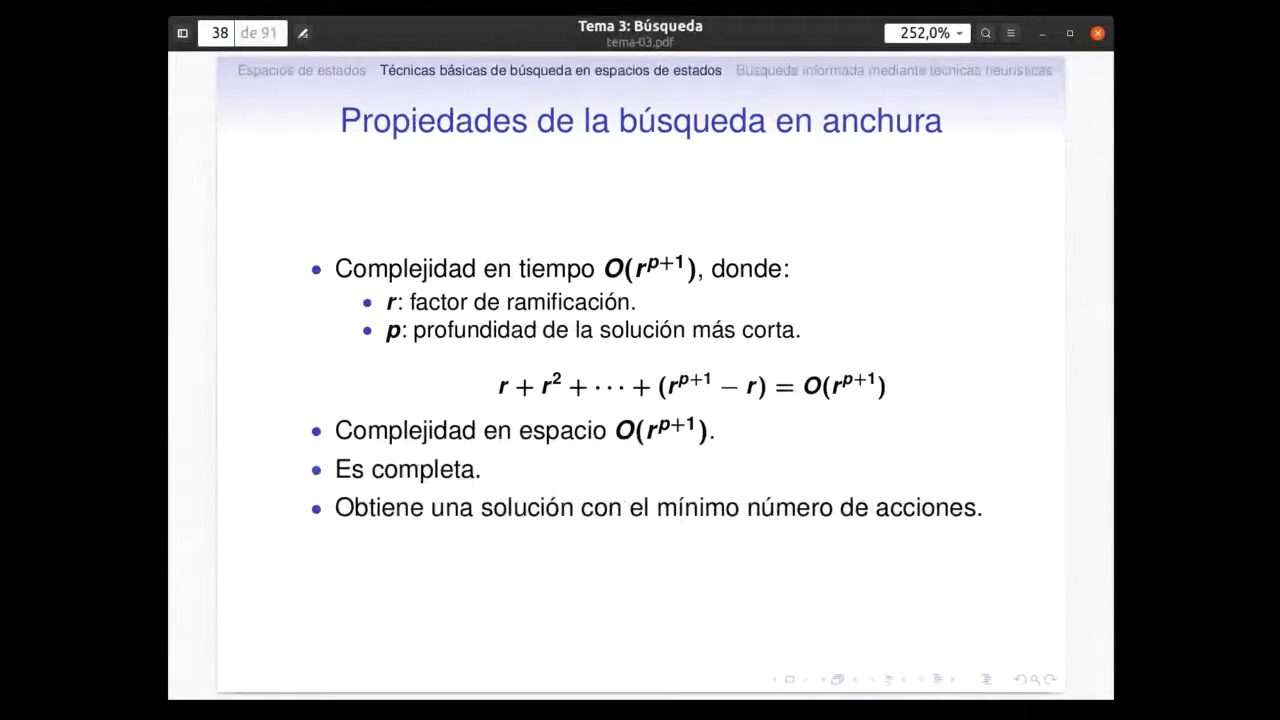 38 de 91
Tema 3: Búsqueda
tema-03.pdf
252,0%
Espacios de estados Técnicas básicas de búsqueda en espacios de estados Búsqueda informada mediante técnicas heurísticas
Propiedades de la búsqueda en anchura
• Complejidad en tiempo O(r^{p+1}), donde:
• r: factor de ramificación.
• p: profundidad de la solución más corta.
r + r^2 + ··· + (r^{p+1} − r) = O(r^{p+1})
• Complejidad en espacio O(r^{p+1}).
• Es completa.
• Obtiene una solución con el mínimo número de acciones.